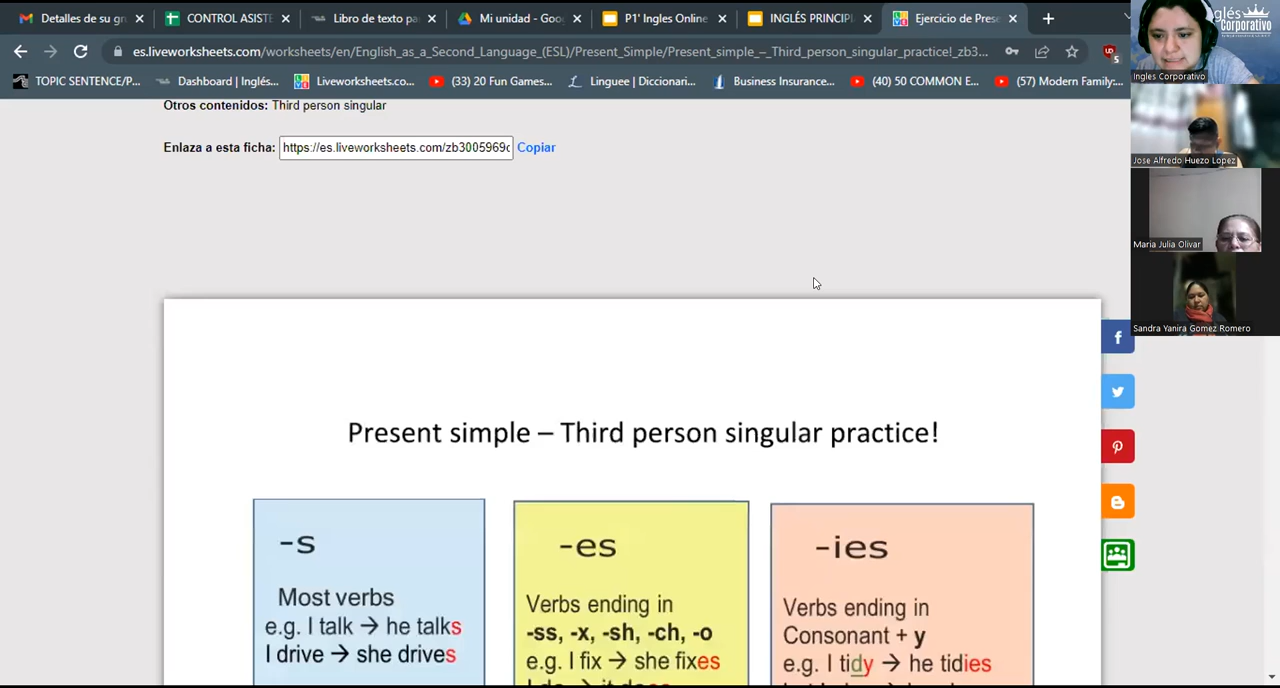 Detalles de su gru
CONTROL ASISTE
Libro de texto pa
Mi unidad - Goo
P1' Ingles Online
INGLÉS PRINCIPI
Ejercicio de Pres
es.liveworksheets.com/worksheets/en/English_as_a_Second_Language_(ESL)/Present_Simple/Present_simple_–_Third_person_singular_practice!_zb3...
5
TOPIC SENTENCE/P...
Dashboard | Inglés...
Liveworksheets.co...
(33) 20 Fun Games...
Linguee | Diccionari...
Business Insurance...
(40) 50 COMMON E...
(57) Modern Family:...
glés
Corporativo
Ingles Corporativo
Jose Alfredo Huezo Lopez
Maria Julia Olivar
Sandra Yanira Gomez Romero
Otros contenidos: Third person singular
Enlaza a esta ficha: https://es.liveworksheets.com/zb3005969 Copiar
Present simple – Third person singular practice!
-s
Most verbs
e.g. I talk → he talks
I drive → she drives
-es
Verbs ending in
-ss, -x, -sh, -ch, -o
e.g. I fix → she fixes
-ies
Verbs ending in
Consonant + y
e.g. I tidy → he tidies